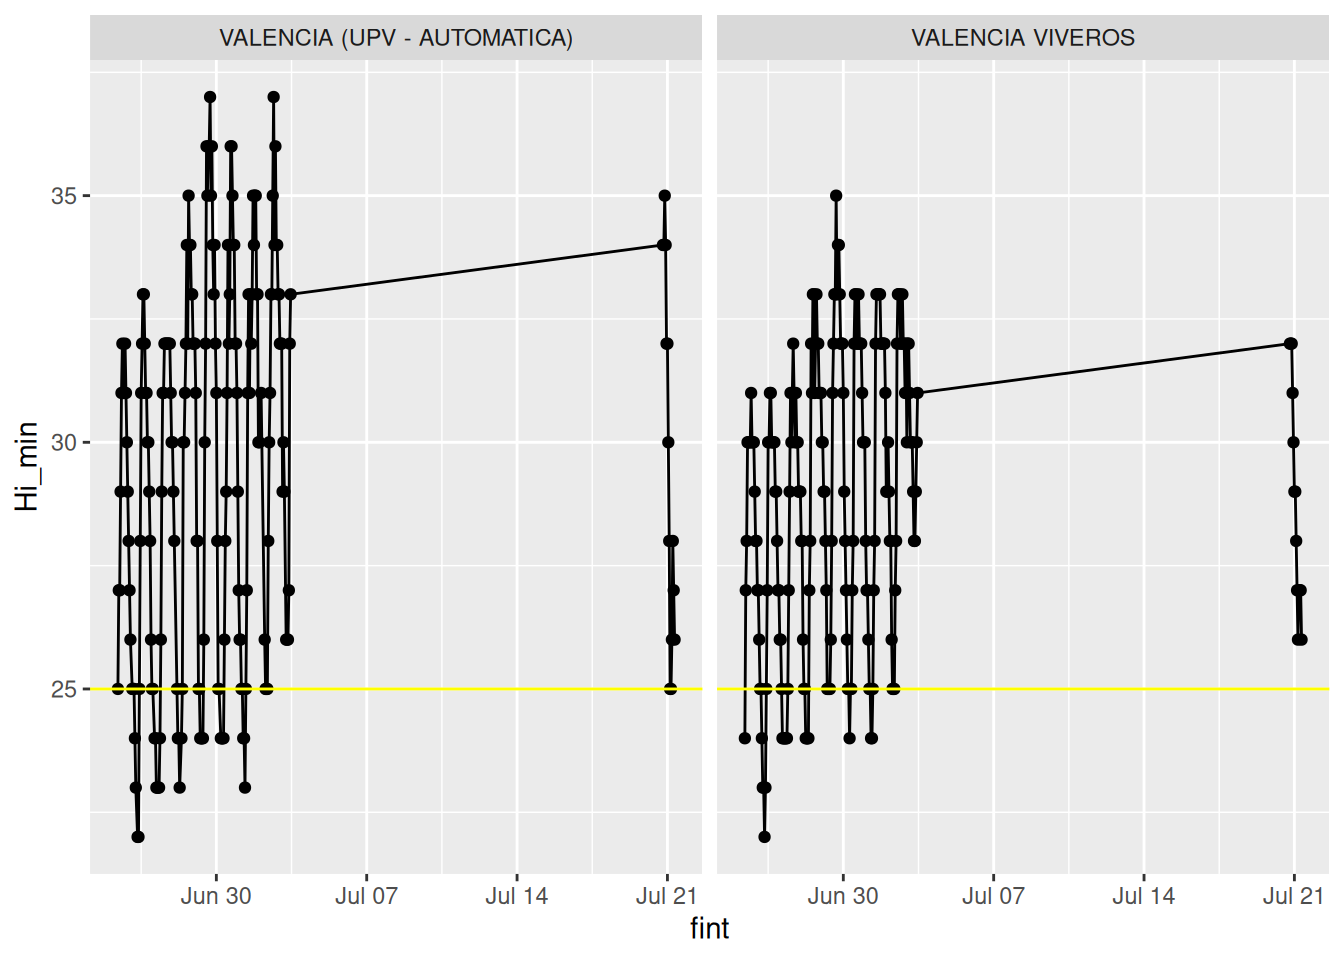 VALENCIA (UPV - AUTOMATICA)
VALENCIA VIVEROS
Hi_min
35
30
25
Jun 30
Jul 07
Jul 14
Jul 21
Jun 30
Jul 07
Jul 14
Jul 21
fint